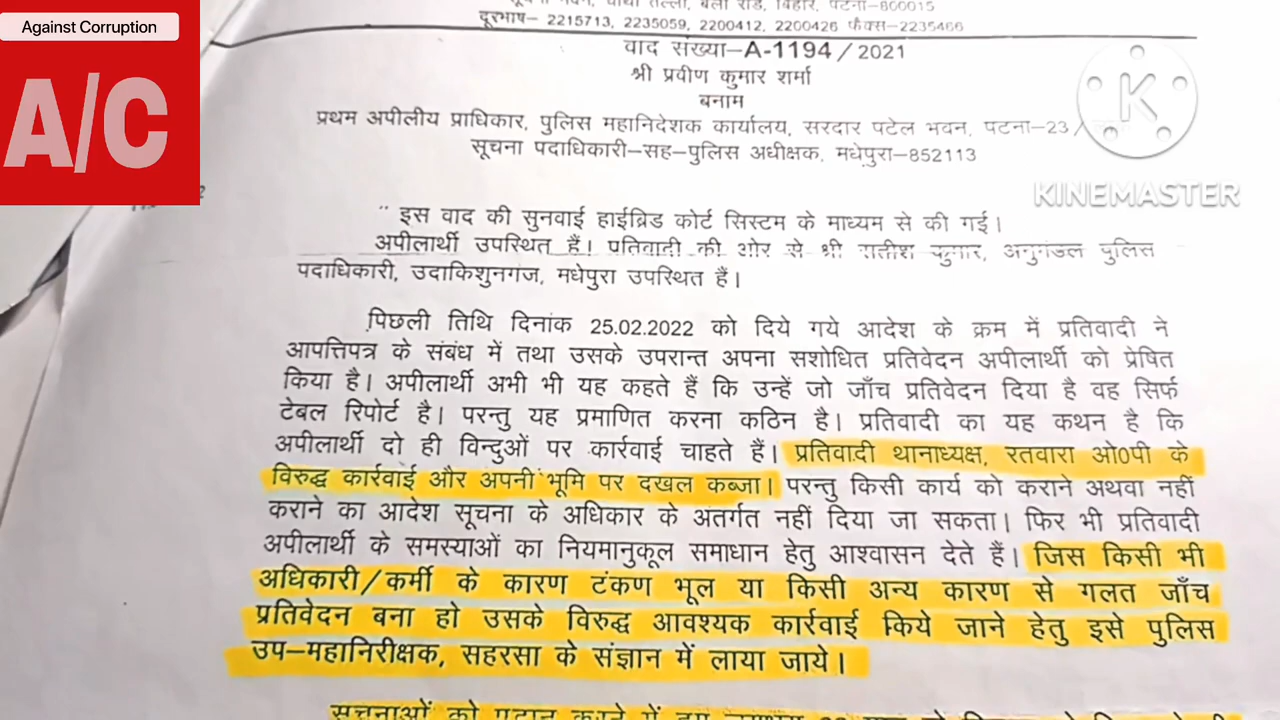 Against Corruption
A/C
दूरभाष– 2215713, 2235059, 2200412, 2200426 फैक्स–2235466
वाद संख्या–A-1194/2021
श्री प्रवीण कुमार शर्मा
बनाम
प्रथम अपीलीय प्राधिकार, पुलिस महानिदेशक कार्यालय, सरदार पटेल भवन, पटना–23/
सूचना पदाधिकारी–सह–पुलिस अधीक्षक, मधेपुरा–852113
K
KINEMASTER
इस वाद की सुनवाई हाईब्रिड कोर्ट सिस्टम के माध्यम से की गई।
अपीलार्थी उपस्थित हैं। प्रतिवादी की ओर से श्री सतीश कुमार, अनुमंडल पुलिस
पदाधिकारी, उदाकिशुनगंज, मधेपुरा उपस्थित हैं।
पिछली तिथि दिनांक 25.02.2022 को दिये गये आदेश के क्रम में प्रतिवादी ने
आपत्तिपत्र के संबंध में तथा उसके उपरान्त अपना सशोधित प्रतिवेदन अपीलार्थी को प्रेषित
किया है। अपीलार्थी अभी भी यह कहते हैं कि उन्हें जो जाँच प्रतिवेदन दिया है वह सिर्फ
टेबल रिपोर्ट है। परन्तु यह प्रमाणित करना कठिन है। प्रतिवादी का यह कथन है कि
अपीलार्थी दो ही विन्दुओं पर कार्रवाई चाहते हैं। प्रतिवादी थानाध्यक्ष, रतवारा ओ0पी के
विरुद्ध कार्रवाई और अपनी भूमि पर दखल कब्जा। परन्तु किसी कार्य को कराने अथवा नहीं
कराने का आदेश सूचना के अधिकार के अंतर्गत नहीं दिया जा सकता। फिर भी प्रतिवादी
अपीलार्थी के समस्याओं का नियमानुकूल समाधान हेतु आश्वासन देते हैं। जिस किसी भी
अधिकारी/कर्मी के कारण टंकण भूल या किसी अन्य कारण से गलत जाँच
प्रतिवेदन बना हो उसके विरुद्ध आवश्यक कार्रवाई किये जाने हेतु इसे पुलिस
उप–महानिरीक्षक, सहरसा के संज्ञान में लाया जाये।
सूचनाओं को प्रदान करने में